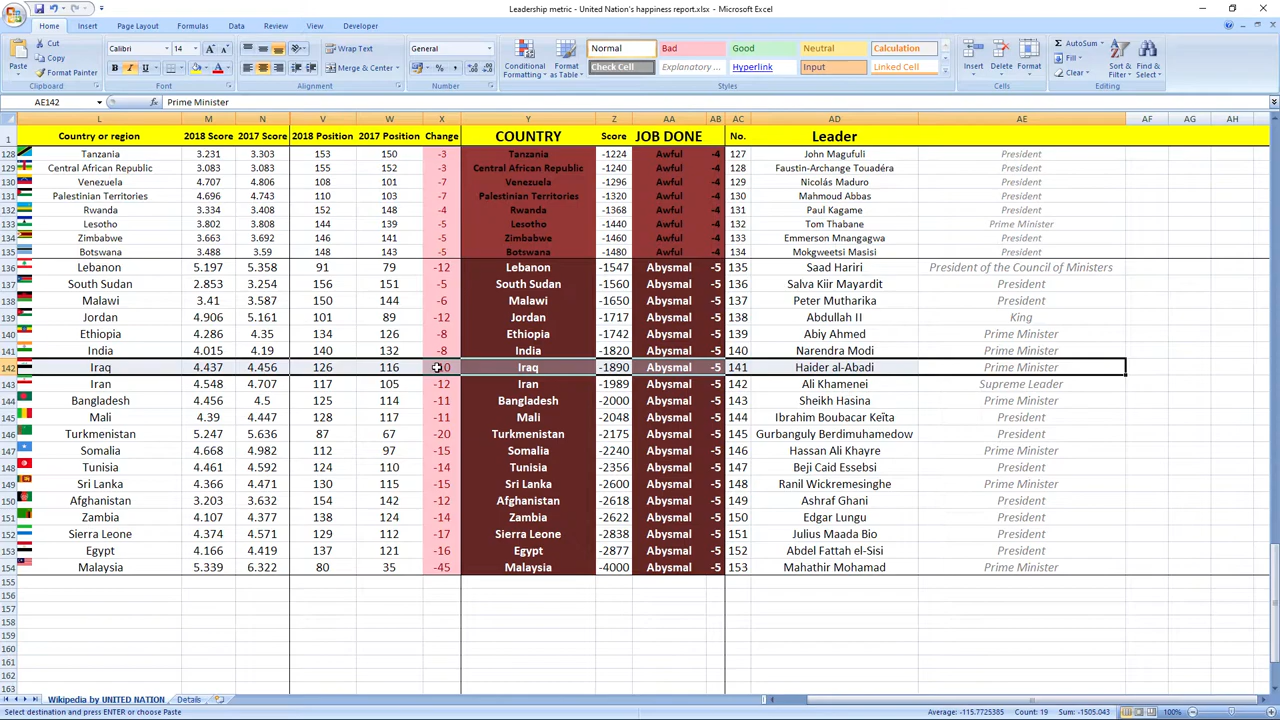 Leadership metric - United Nation's happiness report.xlsx - Microsoft Excel
Home Insert Page Layout Formulas Data Review View Developer
Cut
Copy
Format Painter
Paste
Clipboard
Calibri 14
Font
Wrap Text
Merge & Center
Alignment
General
Number
Conditional Formatting
Format as Table
Normal Bad Good Neutral Calculation
Check Cell Explanatory ... Hyperlink Input Linked Cell
Styles
Insert Delete Format
Cells
AutoSum
Fill
Clear
Sort & Filter
Find & Select
Editing
AE142 Prime Minister
L M N V W X Y Z AA AB AC AD AE AF AG AH
1 Country or region 2018 Score 2017 Score 2018 Position 2017 Position Change COUNTRY Score JOB DONE No. Leader
128 Tanzania 3.231 3.303 153 150 -3 Tanzania -1224 Awful -4 127 John Magufuli President
129 Central African Republic 3.083 3.083 155 152 -3 Central African Republic -1240 Awful -4 128 Faustin-Archange Touadéra President
130 Venezuela 4.707 4.806 108 101 -7 Venezuela -1296 Awful -4 129 Nicolás Maduro President
131 Palestinian Territories 4.696 4.743 110 103 -7 Palestinian Territories -1320 Awful -4 130 Mahmoud Abbas President
132 Rwanda 3.334 3.408 152 148 -4 Rwanda -1368 Awful -4 131 Paul Kagame President
133 Lesotho 3.802 3.808 144 139 -5 Lesotho -1440 Awful -4 132 Tom Thabane Prime Minister
134 Zimbabwe 3.663 3.692 146 141 -5 Zimbabwe -1460 Awful -4 133 Emmerson Mnangagwa President
135 Botswana 3.488 3.59 148 143 -5 Botswana -1480 Awful -4 134 Mokgweetsi Masisi President
136 Lebanon 5.197 5.358 91 79 -12 Lebanon -1547 Abysmal -5 135 Saad Hariri President of the Council of Ministers
137 South Sudan 2.853 3.254 156 151 -5 South Sudan -1560 Abysmal -5 136 Salva Kiir Mayardit President
138 Malawi 3.41 3.587 150 144 -6 Malawi -1650 Abysmal -5 137 Peter Mutharika President
139 Jordan 4.906 5.161 101 89 -12 Jordan -1717 Abysmal -5 138 Abdullah II King
140 Ethiopia 4.286 4.35 134 126 -8 Ethiopia -1742 Abysmal -5 139 Abiy Ahmed Prime Minister
141 India 4.015 4.19 140 132 -8 India -1820 Abysmal -5 140 Narendra Modi Prime Minister
142 Iraq 4.437 4.456 126 116 Iraq -1890 Abysmal -5 141 Haider al-Abadi Prime Minister
143 Iran 4.548 4.707 117 105 -12 Iran -1989 Abysmal -5 142 Ali Khamenei Supreme Leader
144 Bangladesh 4.456 4.5 125 114 -11 Bangladesh -2000 Abysmal -5 143 Sheikh Hasina Prime Minister
145 Mali 4.39 4.447 128 117 -11 Mali -2048 Abysmal -5 144 Ibrahim Boubacar Keïta President
146 Turkmenistan 5.247 5.636 87 67 -20 Turkmenistan -2175 Abysmal -5 145 Gurbanguly Berdimuhamedow President
147 Somalia 4.668 4.982 112 97 -15 Somalia -2240 Abysmal -5 146 Hassan Ali Khayre Prime Minister
148 Tunisia 4.461 4.592 124 110 -14 Tunisia -2356 Abysmal -5 147 Beji Caid Essebsi President
149 Sri Lanka 4.366 4.471 130 115 -15 Sri Lanka -2600 Abysmal -5 148 Ranil Wickremesinghe Prime Minister
150 Afghanistan 3.203 3.632 154 142 -12 Afghanistan -2618 Abysmal -5 149 Ashraf Ghani President
151 Zambia 4.107 4.377 138 124 -14 Zambia -2622 Abysmal -5 150 Edgar Lungu President
152 Sierra Leone 4.374 4.571 129 112 -17 Sierra Leone -2838 Abysmal -5 151 Julius Maada Bio President
153 Egypt 4.166 4.419 137 121 -16 Egypt -2877 Abysmal -5 152 Abdel Fattah el-Sisi President
154 Malaysia 5.339 6.322 80 35 -45 Malaysia -4000 Abysmal -5 153 Mahathir Mohamad Prime Minister
155
156
157
158
159
160
161
162
163
Wikipedia by UNITED NATION Details
Select destination and press ENTER or choose Paste Average: -115.7725385 Count: 19 Sum: -1505.043 100%